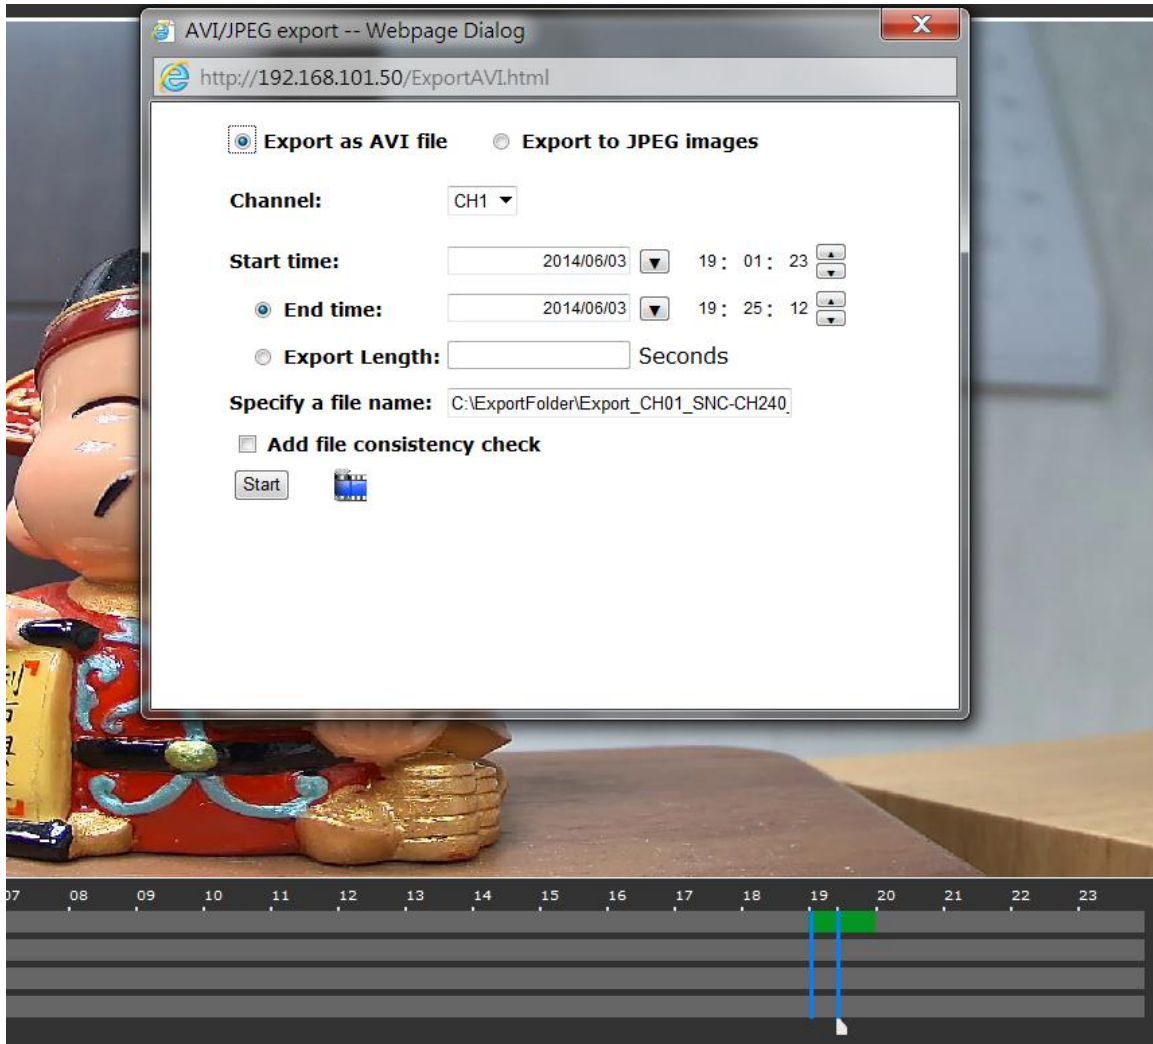 AVI/JPEG export -- Webpage Dialog
http://192.168.101.50/ExportAVI.html
Export as AVI file Export to JPEG images
Channel: CH1
Start time: 2014/06/03 19: 01: 23
End time: 2014/06/03 19: 25: 12
Export Length: Seconds
Specify a file name: C:\ExportFolder\Export_CH01_SNC-CH240_
Add file consistency check
Start
07 08 09 10 11 12 13 14 15 16 17 18 19 20 21 22 23